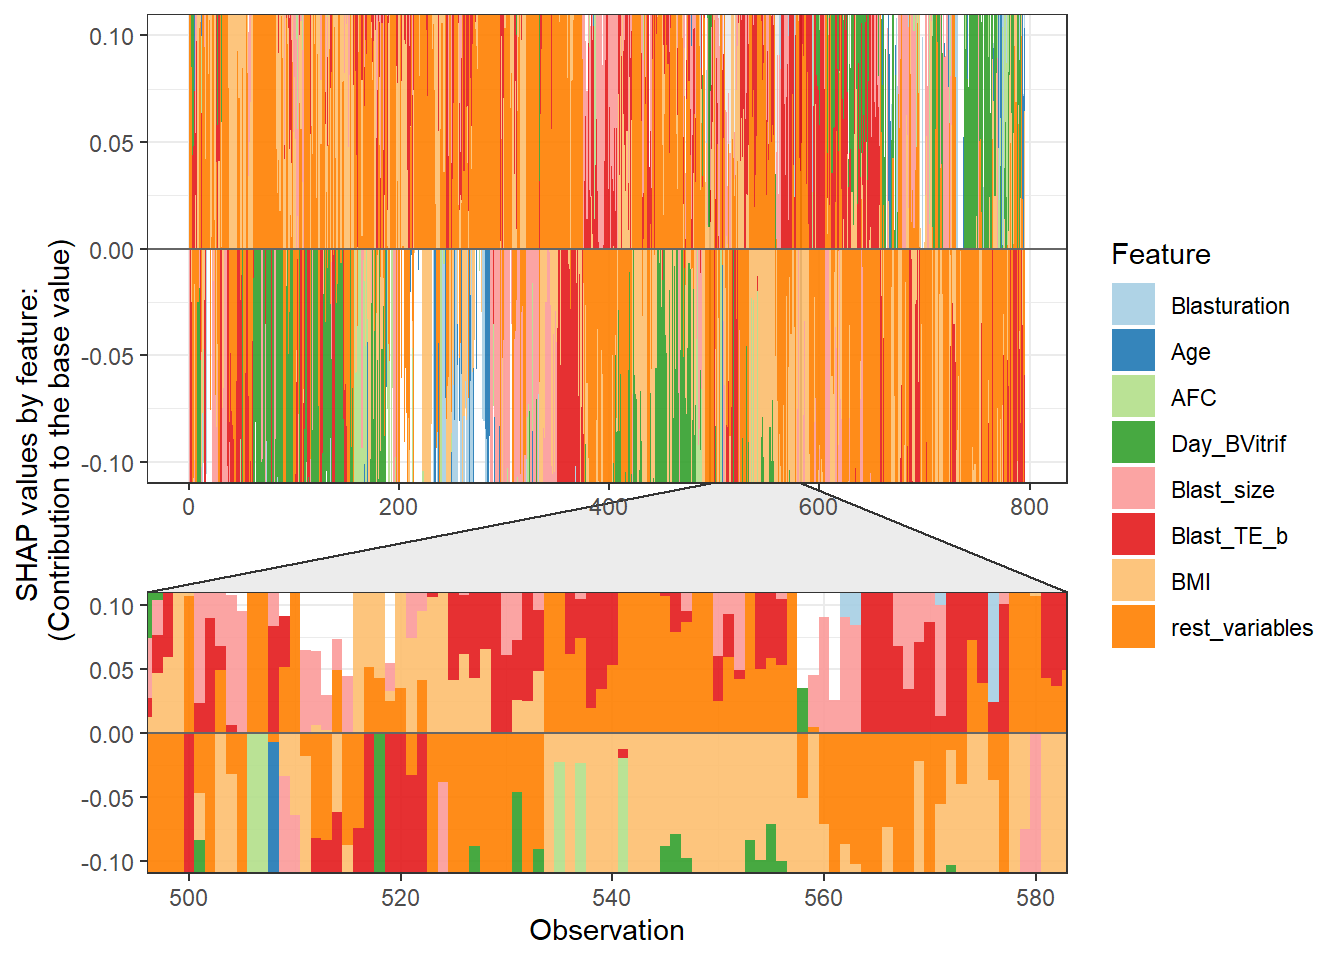 0.10
0.05
0.00
-0.05
-0.10
0
200
400
600
800
SHAP values by feature:
(Contribution to the base value)
0.10
0.05
0.00
-0.05
-0.10
500
520
540
560
580
Observation
Feature
Blasturation
Age
AFC
Day_BVitrif
Blast_size
Blast_TE_b
BMI
rest_variables